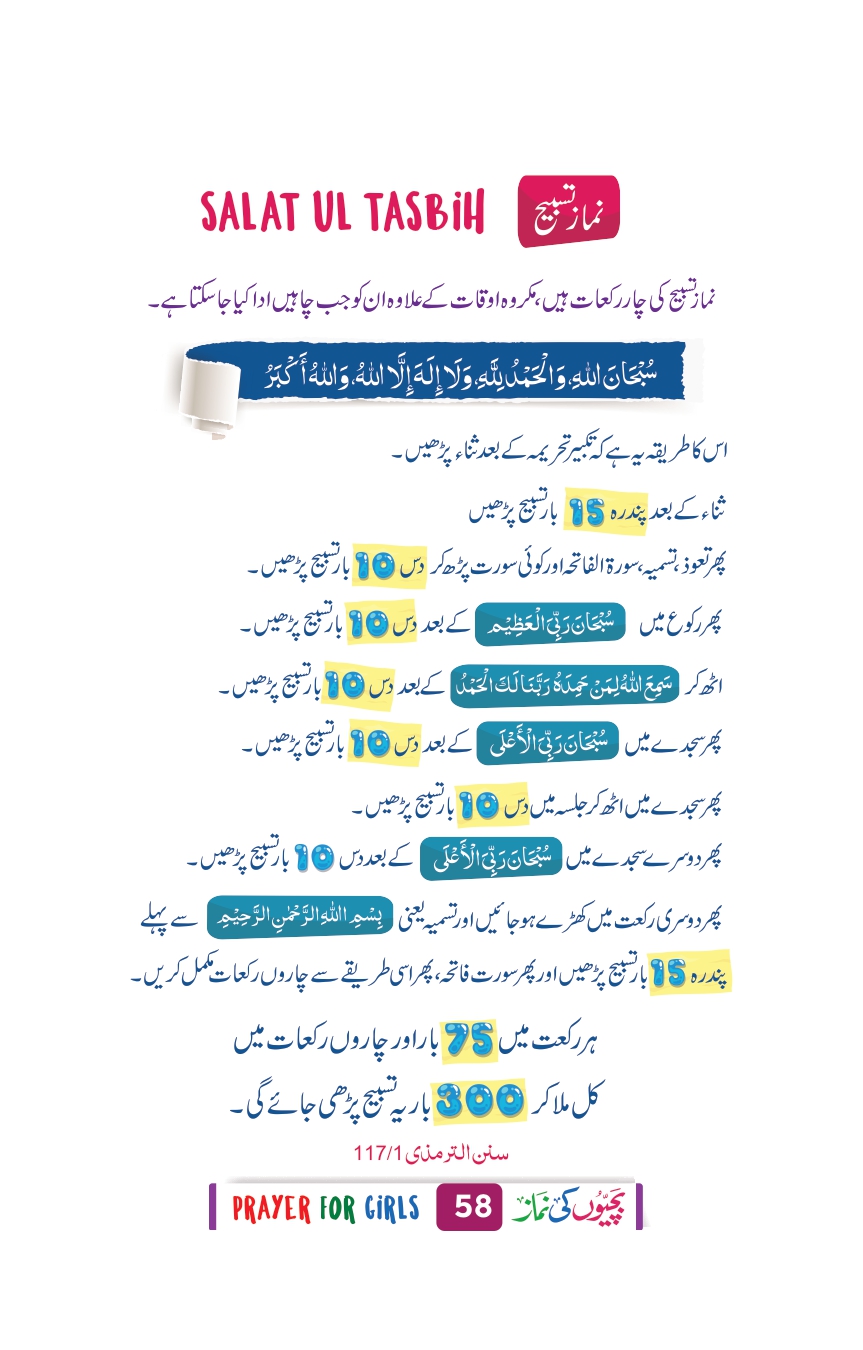 SALAT UL TASBIH نماز تسبیح
نماز تسبیح کی چار رکعات ہیں، مکروہ اوقات کے علاوہ ان کو جب چاہیں ادا کیا جا سکتا ہے۔
سُبْحَانَ اللهِ، وَالْحَمْدُ لِلّٰهِ، وَلَا إِلَهَ إِلَّا اللهُ، وَاللهُ أَكْبَرُ
اس کا طریقہ یہ ہے کہ تکبیر تحریمہ کے بعد ثناء پڑھیں۔
ثناء کے بعد پندرہ 15 بار تسبیح پڑھیں
پھر تعوذ، تسمیہ، سورۃ الفاتحہ اور کوئی سورت پڑھ کر دس 10 بار تسبیح پڑھیں۔
پھر رکوع میں سُبْحَانَ رَبِّيَ الْعَظِيْم کے بعد دس 10 بار تسبیح پڑھیں۔
اٹھ کر سَمِعَ اللهُ لِمَنْ حَمِدَهُ رَبَّنَا لَكَ الْحَمْدُ کے بعد دس 10 بار تسبیح پڑھیں۔
پھر سجدے میں سُبْحَانَ رَبِّيَ الْأَعْلَى کے بعد دس 10 بار تسبیح پڑھیں۔
پھر سجدے میں اٹھ کر جلسہ میں دس 10 بار تسبیح پڑھیں۔
پھر دوسرے سجدے میں سُبْحَانَ رَبِّيَ الْأَعْلَى کے بعد دس 10 بار تسبیح پڑھیں۔
پھر دوسری رکعت میں کھڑے ہو جائیں اور تسمیہ یعنی بِسْمِ اللهِ الرَّحْمٰنِ الرَّحِيْمِ سے پہلے
پندرہ 15 بار تسبیح پڑھیں اور پھر سورت فاتحہ، پھر اسی طریقے سے چاروں رکعات مکمل کریں۔
ہر رکعت میں 75 بار اور چاروں رکعات میں
کل ملا کر 300 بار یہ تسبیح پڑھی جائے گی۔
سنن الترمذی 117/1
PRAYER FOR GIRLS 58 بچیّوں کی نماز